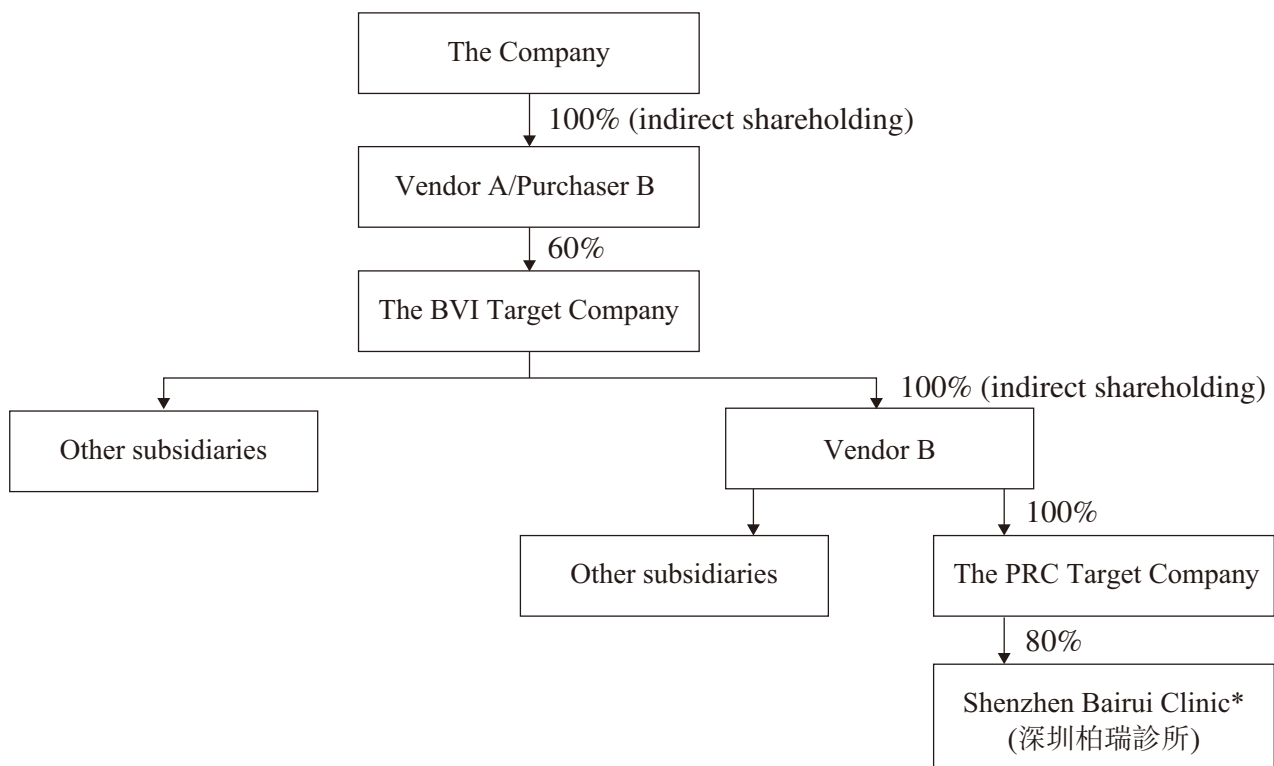 The Company
100% (indirect shareholding)
Vendor A/Purchaser B
60%
The BVI Target Company
100% (indirect shareholding)
Other subsidiaries
Vendor B
100%
Other subsidiaries
The PRC Target Company
80%
Shenzhen Bairui Clinic*
(深圳柏瑞診所)